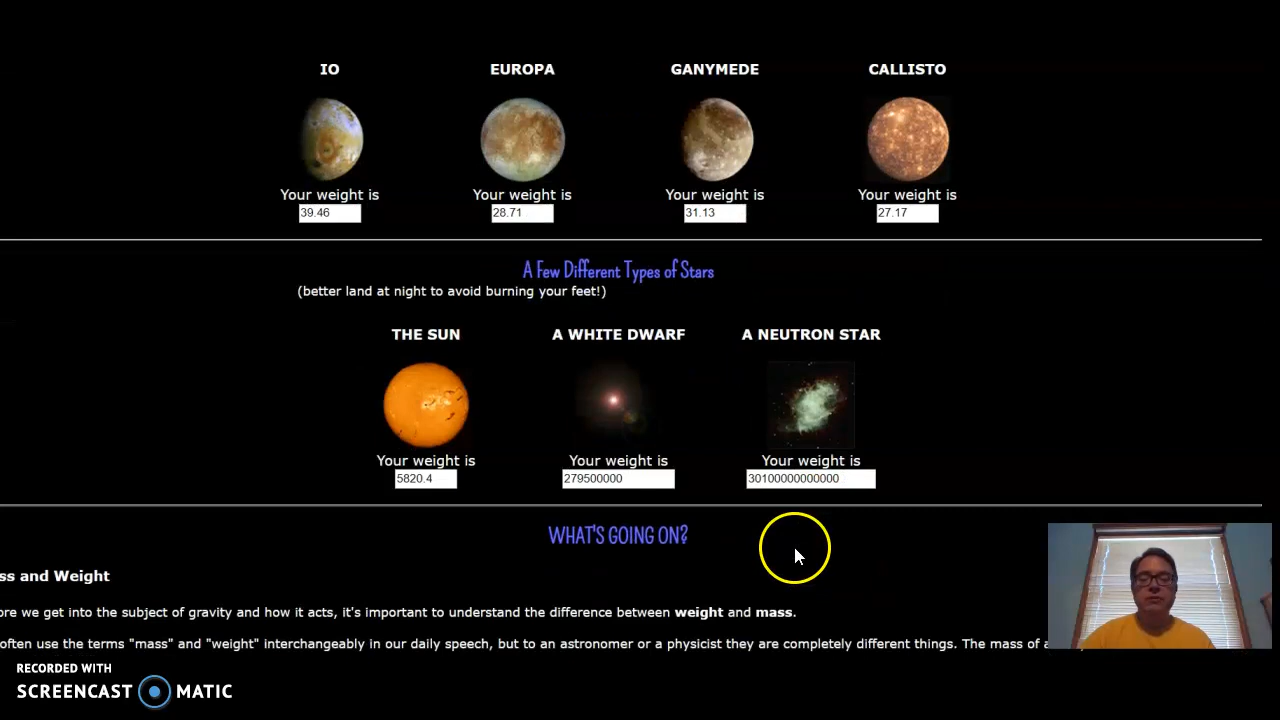 IO EUROPA GANYMEDE CALLISTO
Your weight is Your weight is Your weight is Your weight is
39.46 28.71 31.13 27.17
A Few Different Types of Stars
(better land at night to avoid burning your feet!)
THE SUN A WHITE DWARF A NEUTRON STAR
Your weight is Your weight is Your weight is
5820.4 279500000 30100000000000
WHAT'S GOING ON?
ss and Weight
ore we get into the subject of gravity and how it acts, it's important to understand the difference between weight and mass.
often use the terms "mass" and "weight" interchangeably in our daily speech, but to an astronomer or a physicist they are completely different things. The mass of a
RECORDED WITH
SCREENCAST MATIC